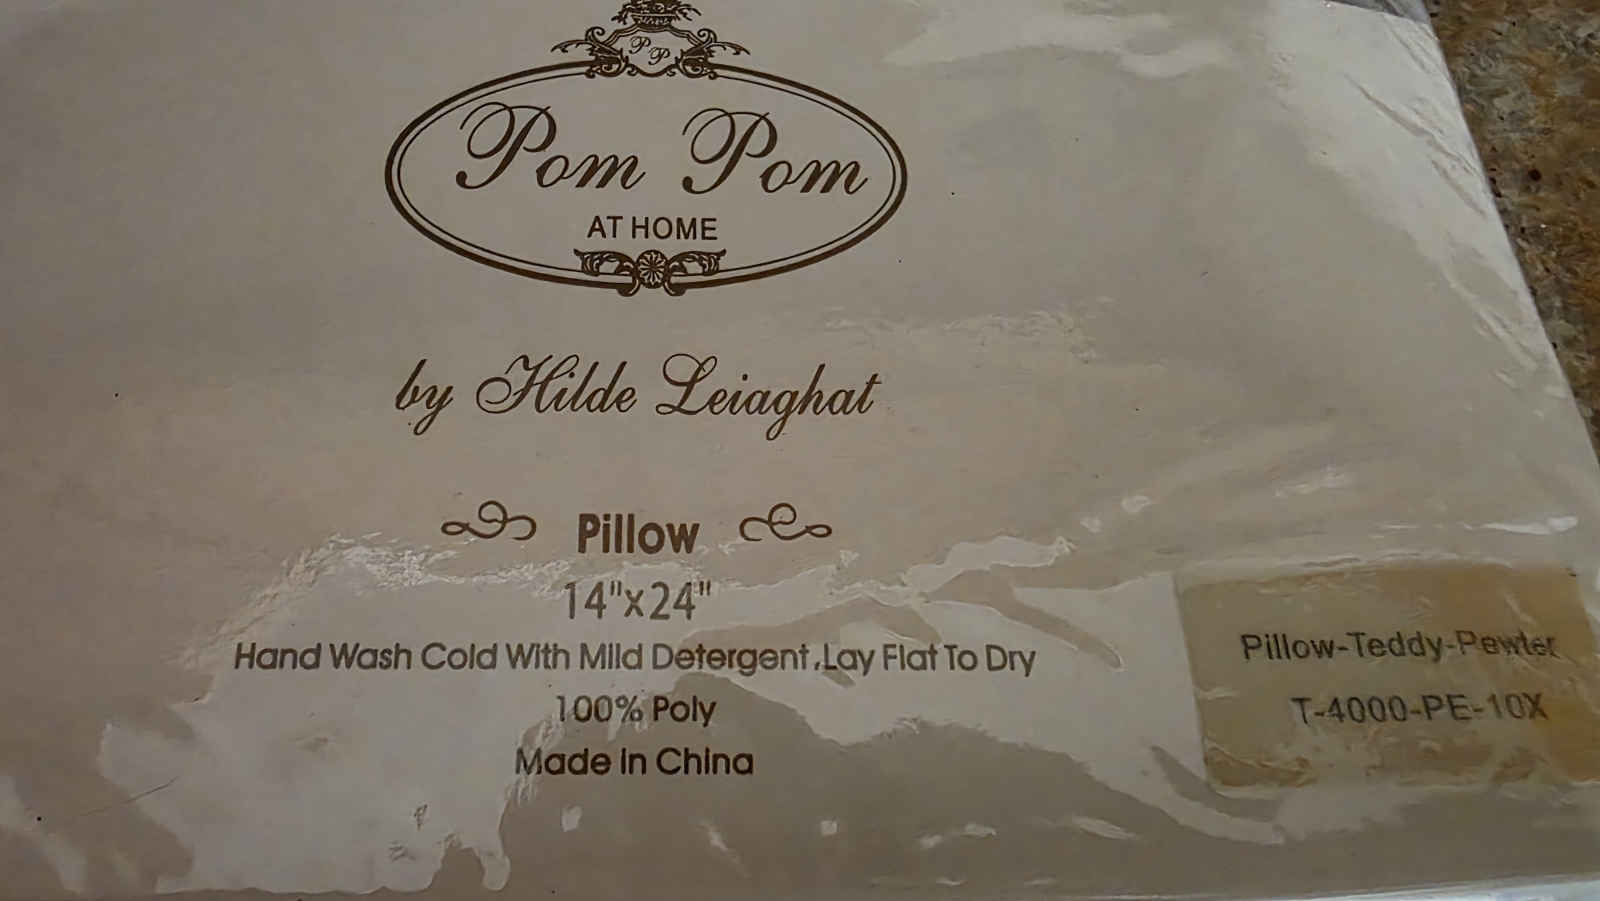 P P
Pom Pom
AT HOME
by Hilde Leiaghat
Pillow
14"x24"
Hand Wash Cold With Mild Detergent,Lay Flat To Dry
100% Poly
Made In China
Pillow-Teddy-Pewter
T-4000-PE-10X